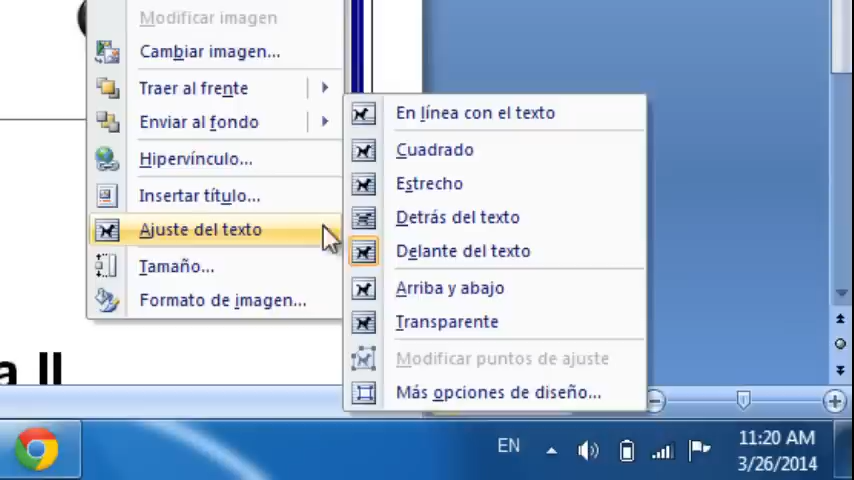 Modificar imagen
Cambiar imagen...
Traer al frente
Enviar al fondo
Hipervínculo...
Insertar título...
Ajuste del texto
Tamaño...
Formato de imagen...
En línea con el texto
Cuadrado
Estrecho
Detrás del texto
Delante del texto
Arriba y abajo
Transparente
Modificar puntos de ajuste
Más opciones de diseño...
a II
EN
11:20 AM
3/26/2014